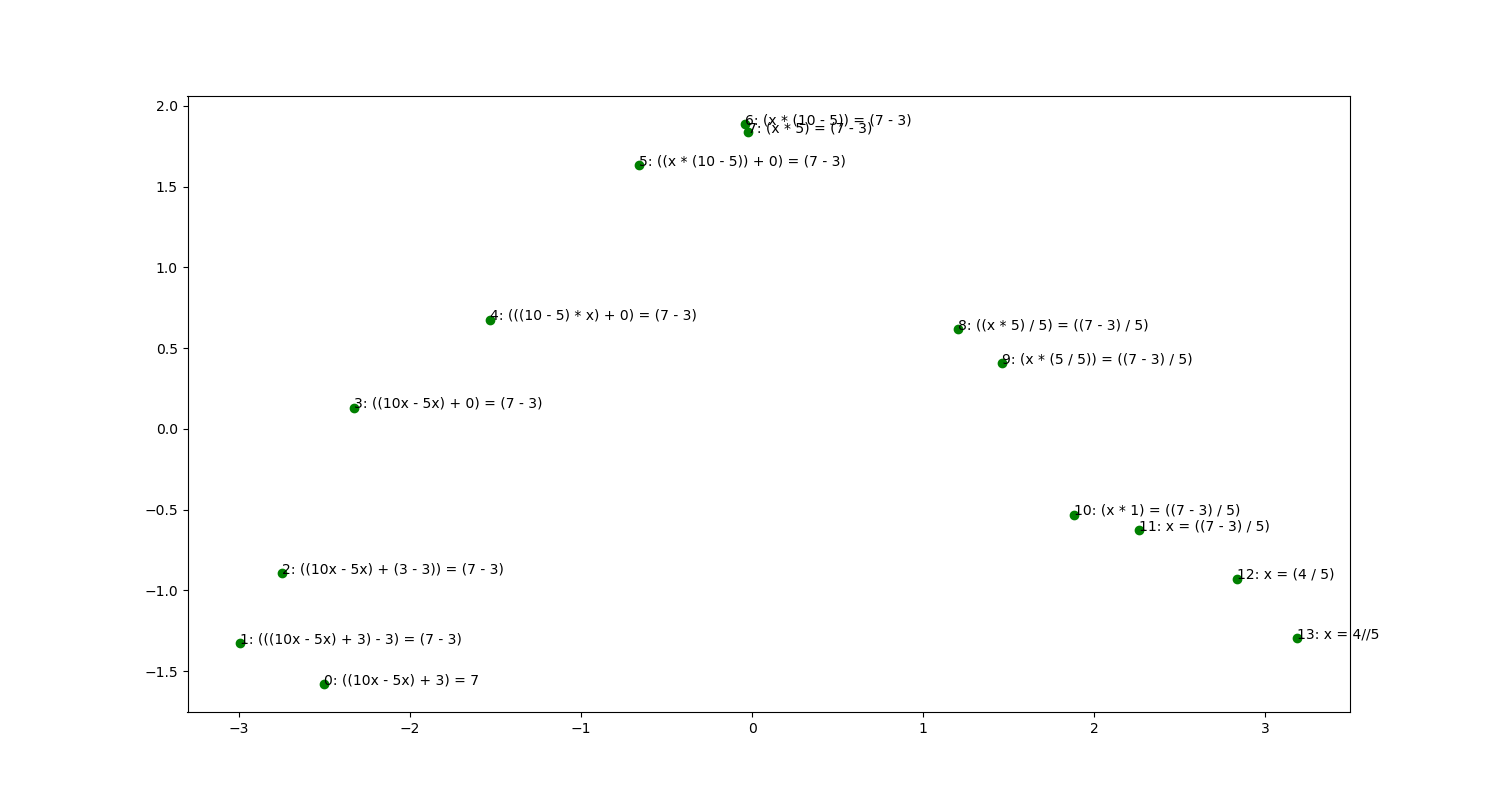 2.0
1.5
1.0
0.5
0.0
−0.5
−1.0
−1.5
−3
−2
−1
0
1
2
3
6: (x * (10 - 5)) = (7 - 3)
7: (x * 5) = (7 - 3)
5: ((x * (10 - 5)) + 0) = (7 - 3)
4: (((10 - 5) * x) + 0) = (7 - 3)
8: ((x * 5) / 5) = ((7 - 3) / 5)
9: (x * (5 / 5)) = ((7 - 3) / 5)
3: ((10x - 5x) + 0) = (7 - 3)
10: (x * 1) = ((7 - 3) / 5)
11: x = ((7 - 3) / 5)
2: ((10x - 5x) + (3 - 3)) = (7 - 3)
12: x = (4 / 5)
13: x = 4//5
1: (((10x - 5x) + 3) - 3) = (7 - 3)
0: ((10x - 5x) + 3) = 7